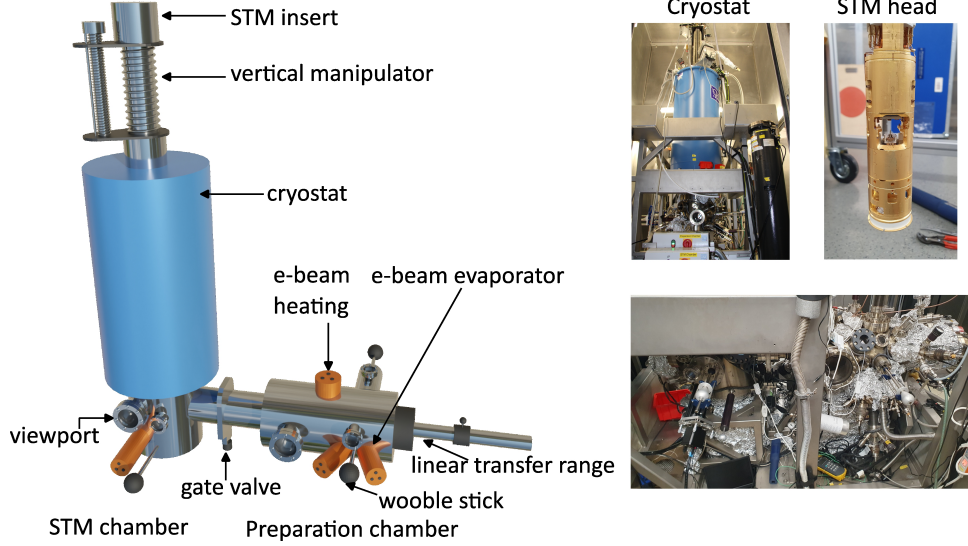 STM insert
vertical manipulator
cryostat
e-beam
heating
e-beam evaporator
viewport
gate valve
linear transfer range
wooble stick
STM chamber
Preparation chamber
Cryostat
STM head